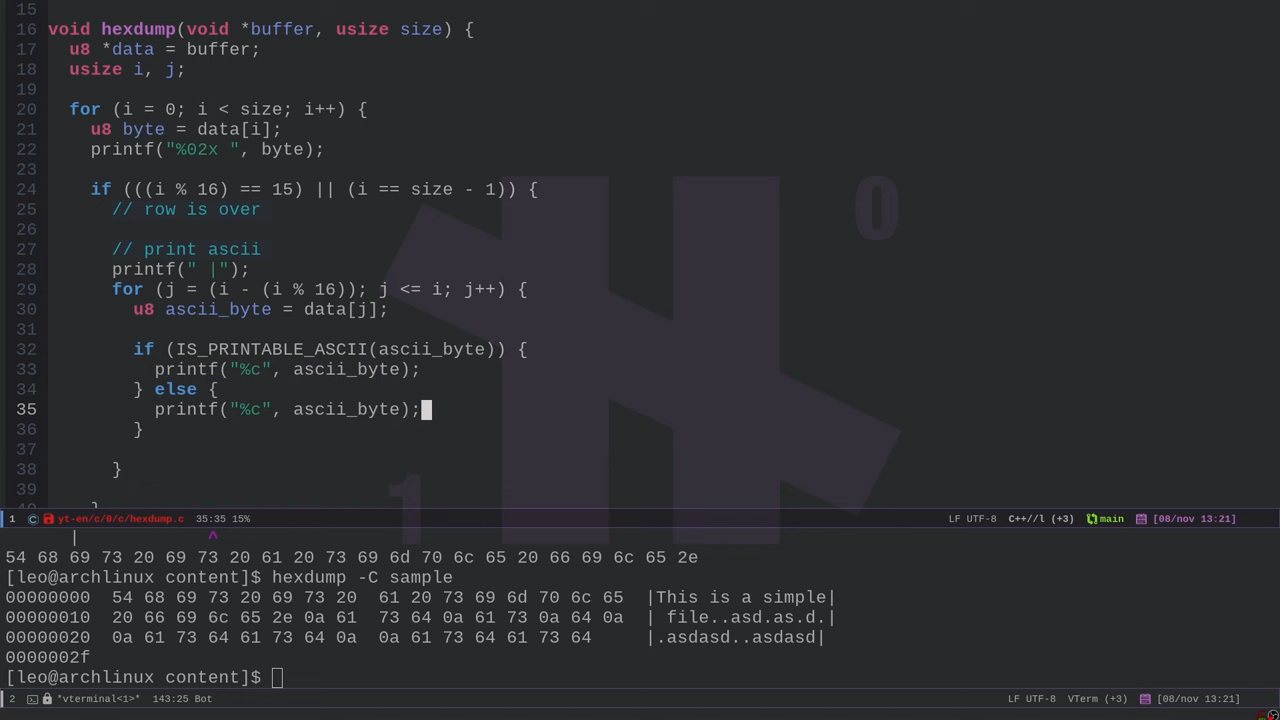 15
16 void hexdump(void *buffer, usize size) {
17   u8 *data = buffer;
18   usize i, j;
19
20   for (i = 0; i < size; i++) {
21     u8 byte = data[i];
22     printf("%02x ", byte);
23
24     if (((i % 16) == 15) || (i == size - 1)) {
25       // row is over
26
27       // print ascii
28       printf(" |");
29       for (j = (i - (i % 16)); j <= i; j++) {
30         u8 ascii_byte = data[j];
31
32         if (IS_PRINTABLE_ASCII(ascii_byte)) {
33           printf("%c", ascii_byte);
34         } else {
35           printf("%c", ascii_byte);
36         }
37
38       }
39
40     }
0
1
1 yt-en/c/0/c/hexdump.c 35:35 15% LF UTF-8 C++//l (+3) main [08/nov 13:21]
| ^
54 68 69 73 20 69 73 20 61 20 73 69 6d 70 6c 65 20 66 69 6c 65 2e
[leo@archlinux content]$ hexdump -C sample
00000000  54 68 69 73 20 69 73 20  61 20 73 69 6d 70 6c 65  |This is a simple|
00000010  20 66 69 6c 65 2e 0a 61  73 64 0a 61 73 0a 64 0a  | file..asd.as.d.|
00000020  0a 61 73 64 61 73 64 0a  0a 61 73 64 61 73 64     |.asdasd..asdasd|
0000002f
[leo@archlinux content]$
2 *vterminal<1>* 143:25 Bot LF UTF-8 VTerm (+3) [08/nov 13:21]